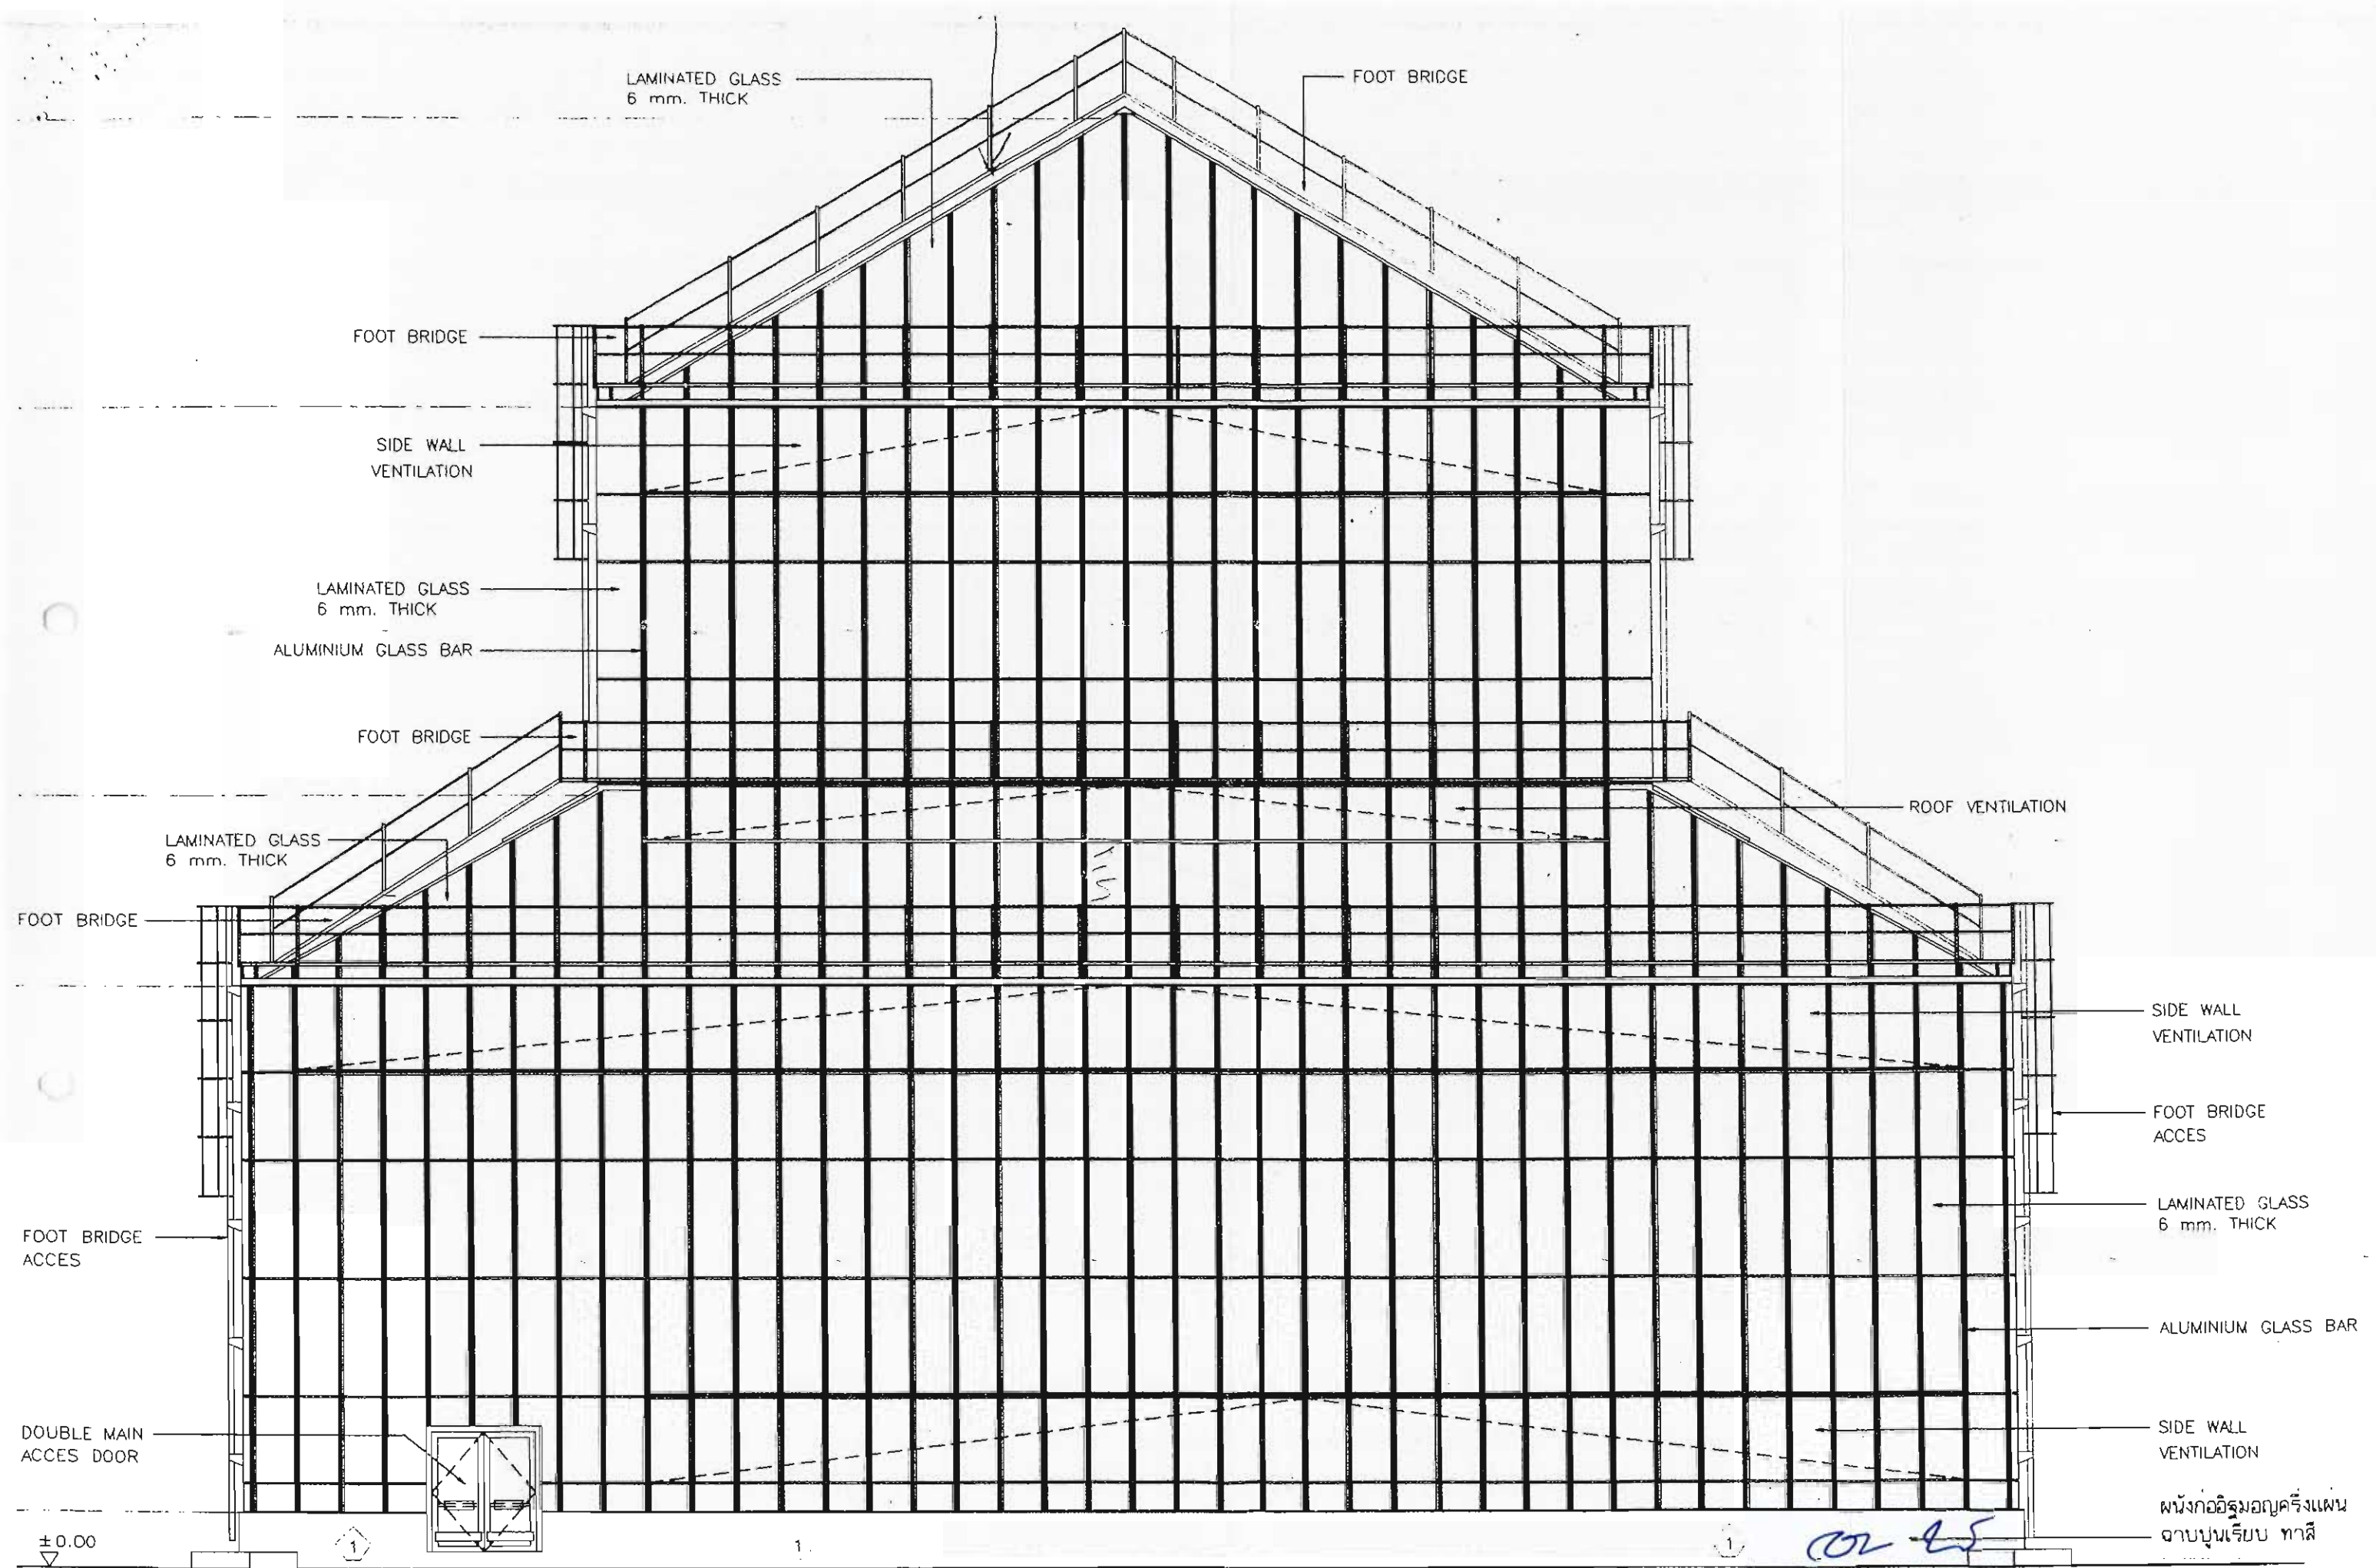 LAMINATED GLASS
6 mm. THICK
FOOT BRIDGE
FOOT BRIDGE
SIDE WALL
VENTILATION
LAMINATED GLASS
6 mm. THICK
ALUMINIUM GLASS BAR
FOOT BRIDGE
ROOF VENTILATION
LAMINATED GLASS
6 mm. THICK
FOOT BRIDGE
SIDE WALL
VENTILATION
FOOT BRIDGE
ACCES
LAMINATED GLASS
6 mm. THICK
FOOT BRIDGE
ACCES
ALUMINIUM GLASS BAR
DOUBLE MAIN
ACCES DOOR
SIDE WALL
VENTILATION
ผนังก่ออิฐมอญครึ่งแผ่น
ฉาบปูนเรียบ ทาสี
±0.00
1
1
1